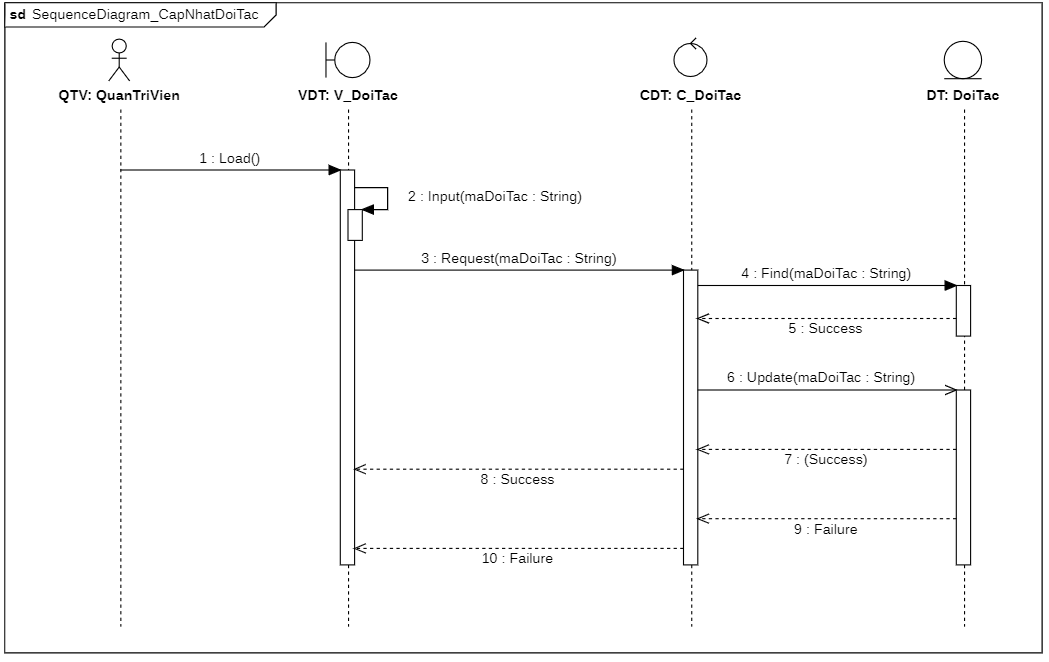 sd SequenceDiagram_CapNhatDoiTac
QTV: QuanTriVien
VDT: V_DoiTac
CDT: C_DoiTac
DT: DoiTac
1 : Load()
2 : Input(maDoiTac : String)
3 : Request(maDoiTac : String)
4 : Find(maDoiTac : String)
5 : Success
6 : Update(maDoiTac : String)
7 : (Success)
8 : Success
9 : Failure
10 : Failure